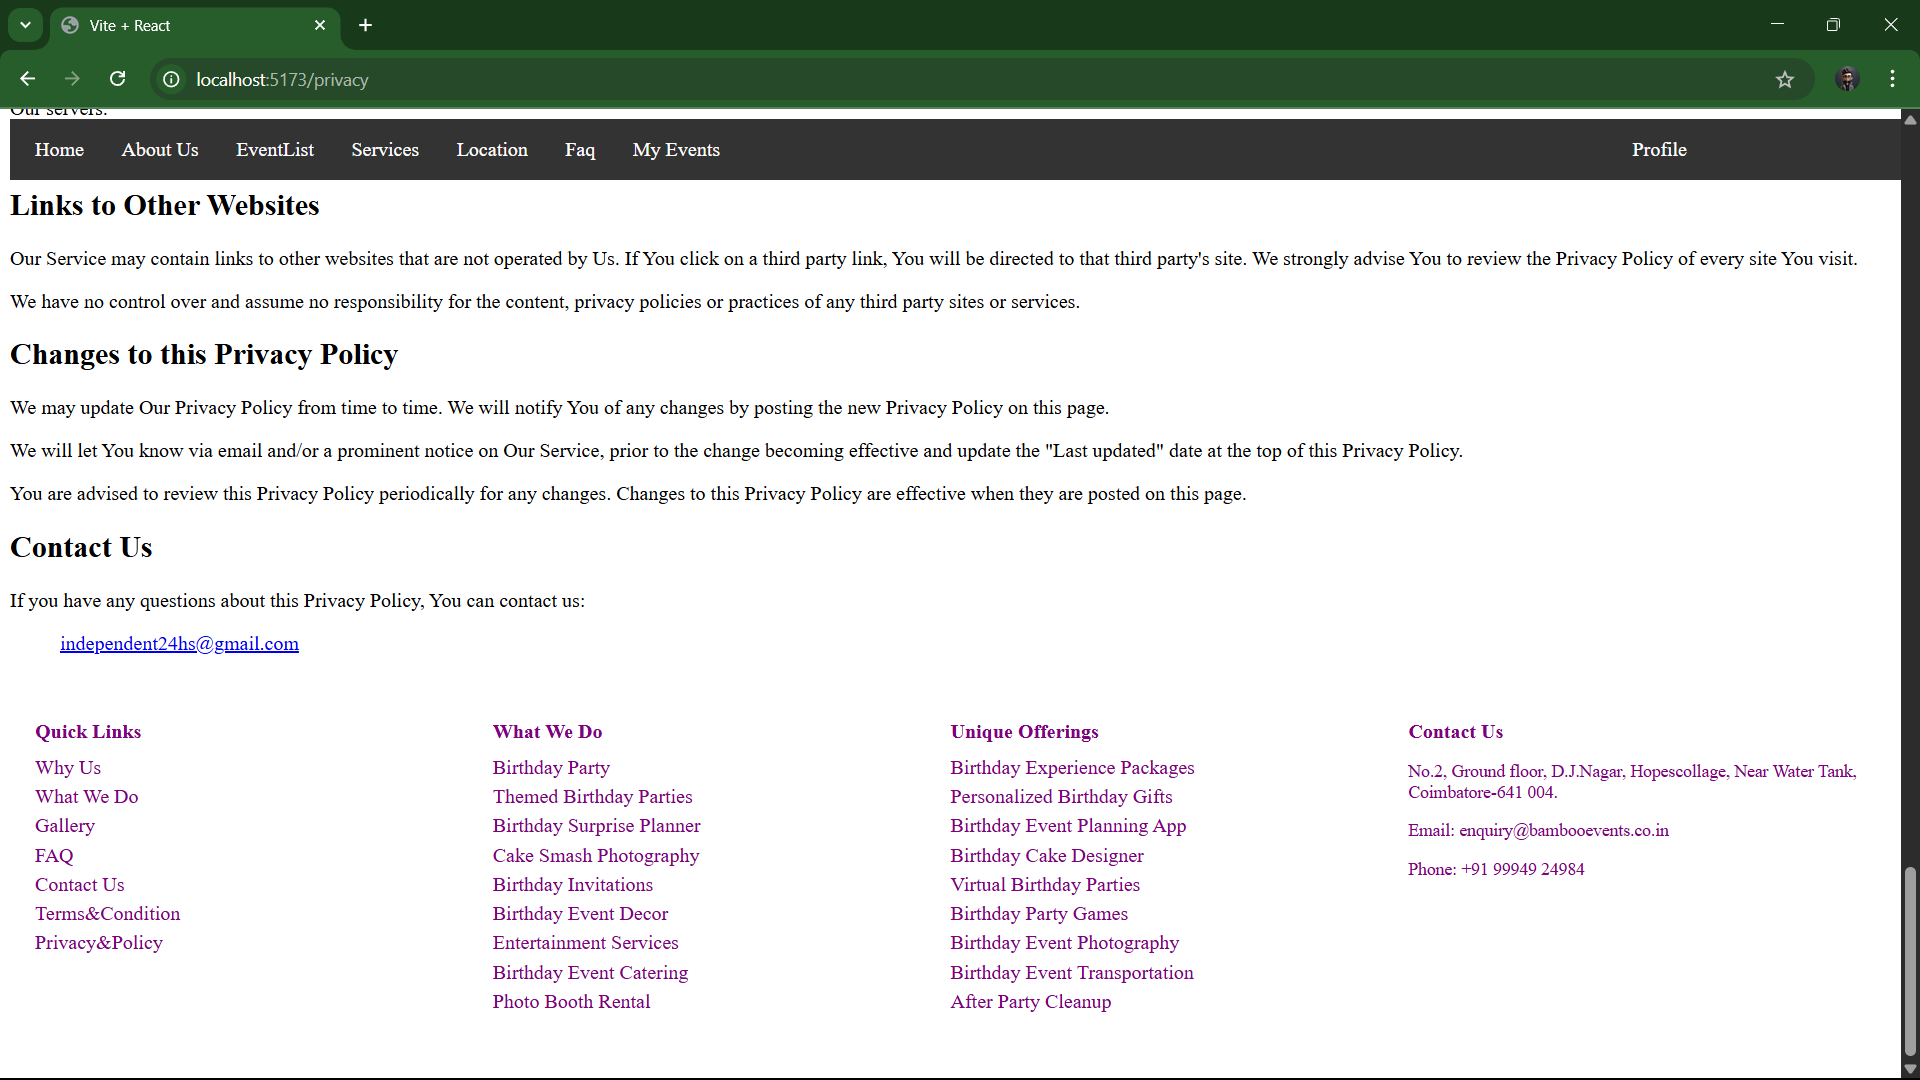 Vite + React
localhost:5173/privacy
Our servers.
Home About Us EventList Services Location Faq My Events Profile
Links to Other Websites
Our Service may contain links to other websites that are not operated by Us. If You click on a third party link, You will be directed to that third party's site. We strongly advise You to review the Privacy Policy of every site You visit.
We have no control over and assume no responsibility for the content, privacy policies or practices of any third party sites or services.
Changes to this Privacy Policy
We may update Our Privacy Policy from time to time. We will notify You of any changes by posting the new Privacy Policy on this page.
We will let You know via email and/or a prominent notice on Our Service, prior to the change becoming effective and update the "Last updated" date at the top of this Privacy Policy.
You are advised to review this Privacy Policy periodically for any changes. Changes to this Privacy Policy are effective when they are posted on this page.
Contact Us
If you have any questions about this Privacy Policy, You can contact us:
independent24hs@gmail.com
Quick Links
Why Us
What We Do
Gallery
FAQ
Contact Us
Terms&Condition
Privacy&Policy
What We Do
Birthday Party
Themed Birthday Parties
Birthday Surprise Planner
Cake Smash Photography
Birthday Invitations
Birthday Event Decor
Entertainment Services
Birthday Event Catering
Photo Booth Rental
Unique Offerings
Birthday Experience Packages
Personalized Birthday Gifts
Birthday Event Planning App
Birthday Cake Designer
Virtual Birthday Parties
Birthday Party Games
Birthday Event Photography
Birthday Event Transportation
After Party Cleanup
Contact Us
No.2, Ground floor, D.J.Nagar, Hopescollage, Near Water Tank,
Coimbatore-641 004.
Email: enquiry@bambooevents.co.in
Phone: +91 99949 24984